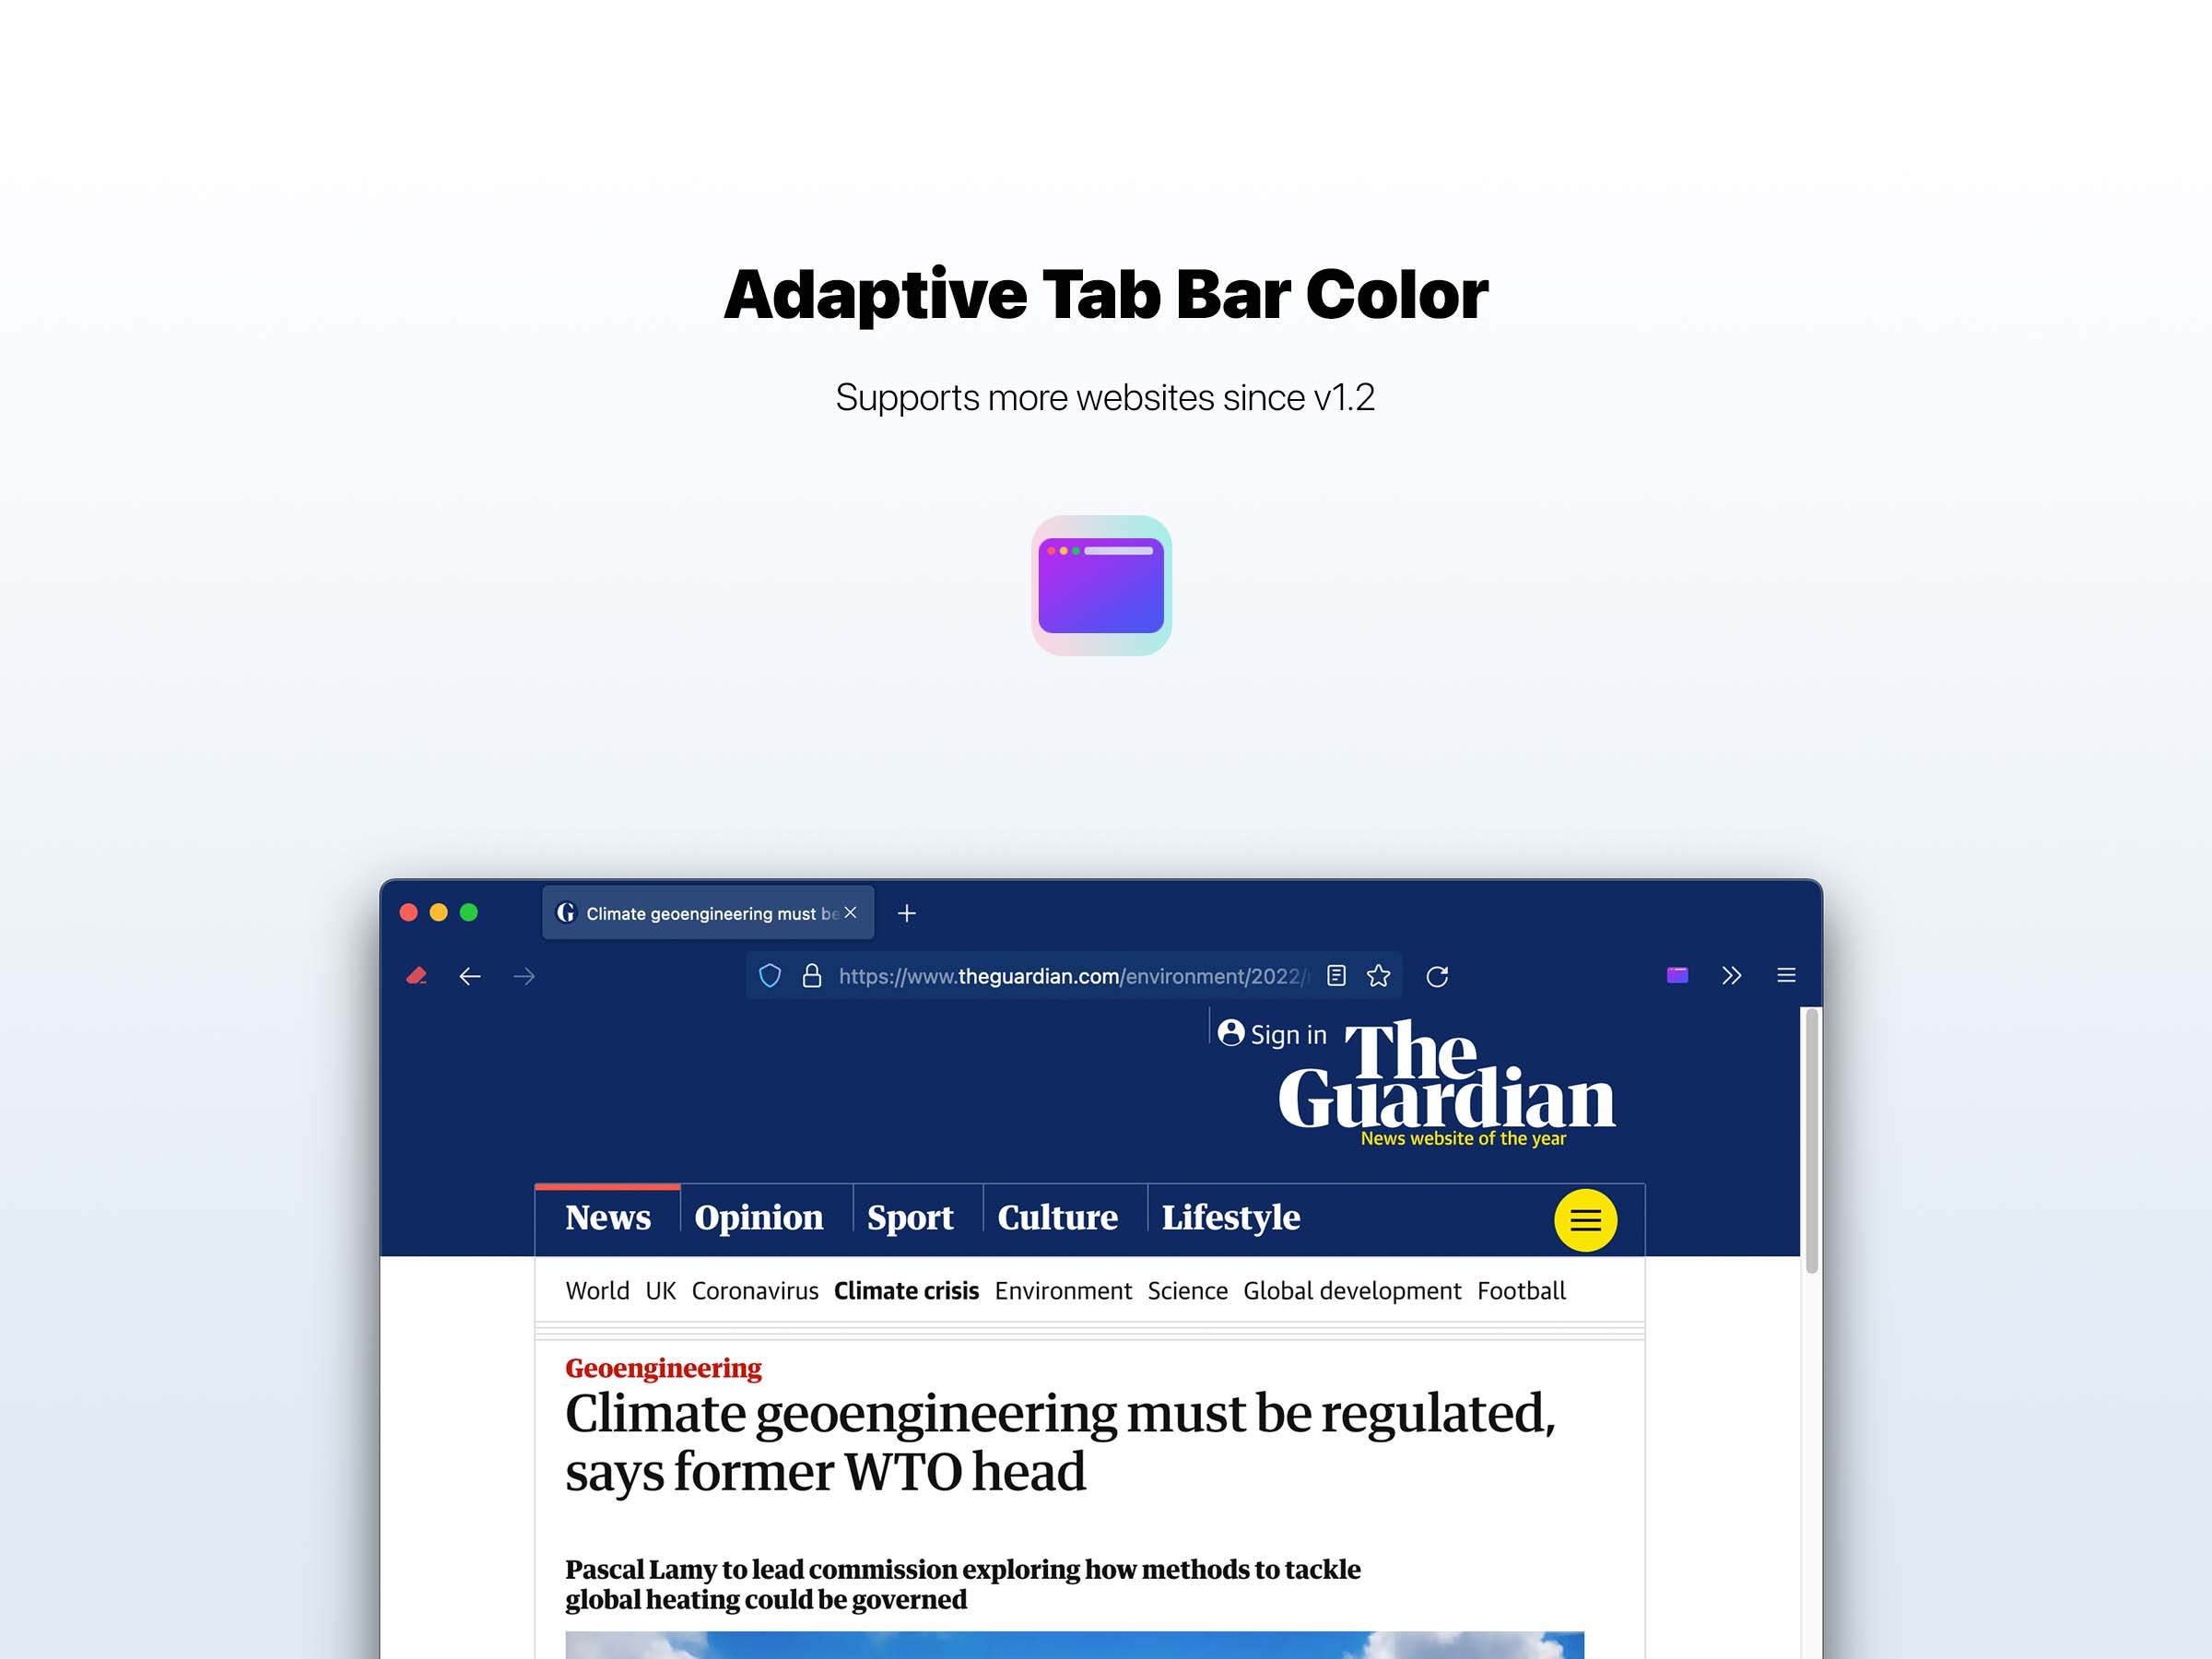 Adaptive Tab Bar Color
Supports more websites since v1.2
Climate geoengineering must be
https://www.theguardian.com/environment/2022/
Sign in
The
Guardian
News website of the year
News Opinion Sport Culture Lifestyle
World UK Coronavirus Climate crisis Environment Science Global development Football
Geoengineering
Climate geoengineering must be regulated,
says former WTO head
Pascal Lamy to lead commission exploring how methods to tackle
global heating could be governed